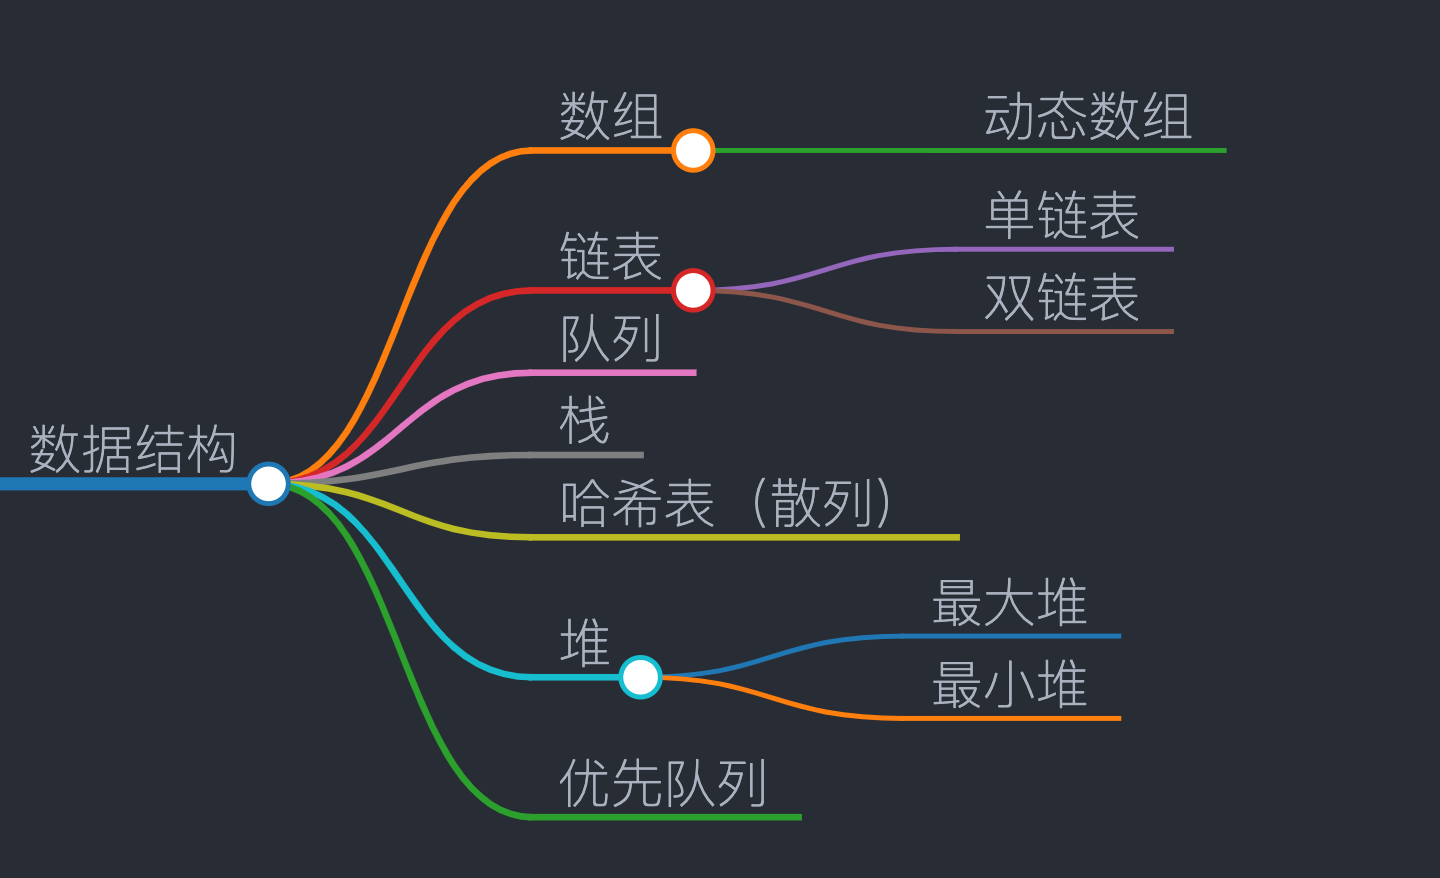 数据结构
数组
动态数组
链表
单链表
双链表
队列
栈
哈希表（散列）
堆
最大堆
最小堆
优先队列